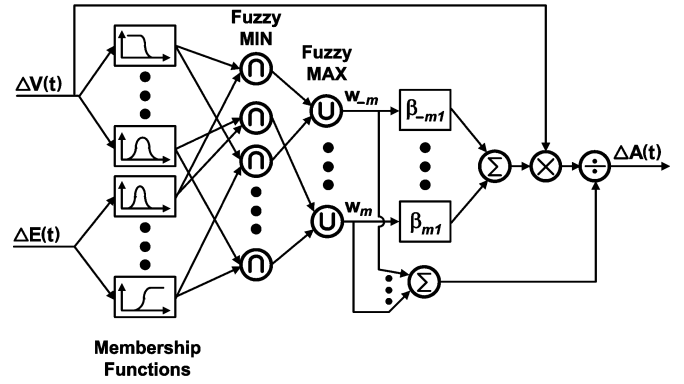 Fuzzy
MIN
Fuzzy
MAX
ΔV(t)
w_m
β_m1
Σ
×
÷
ΔA(t)
ΔE(t)
w_m
β_m1
Σ
∩
∩
∩
∩
∪
∪
Membership
Functions